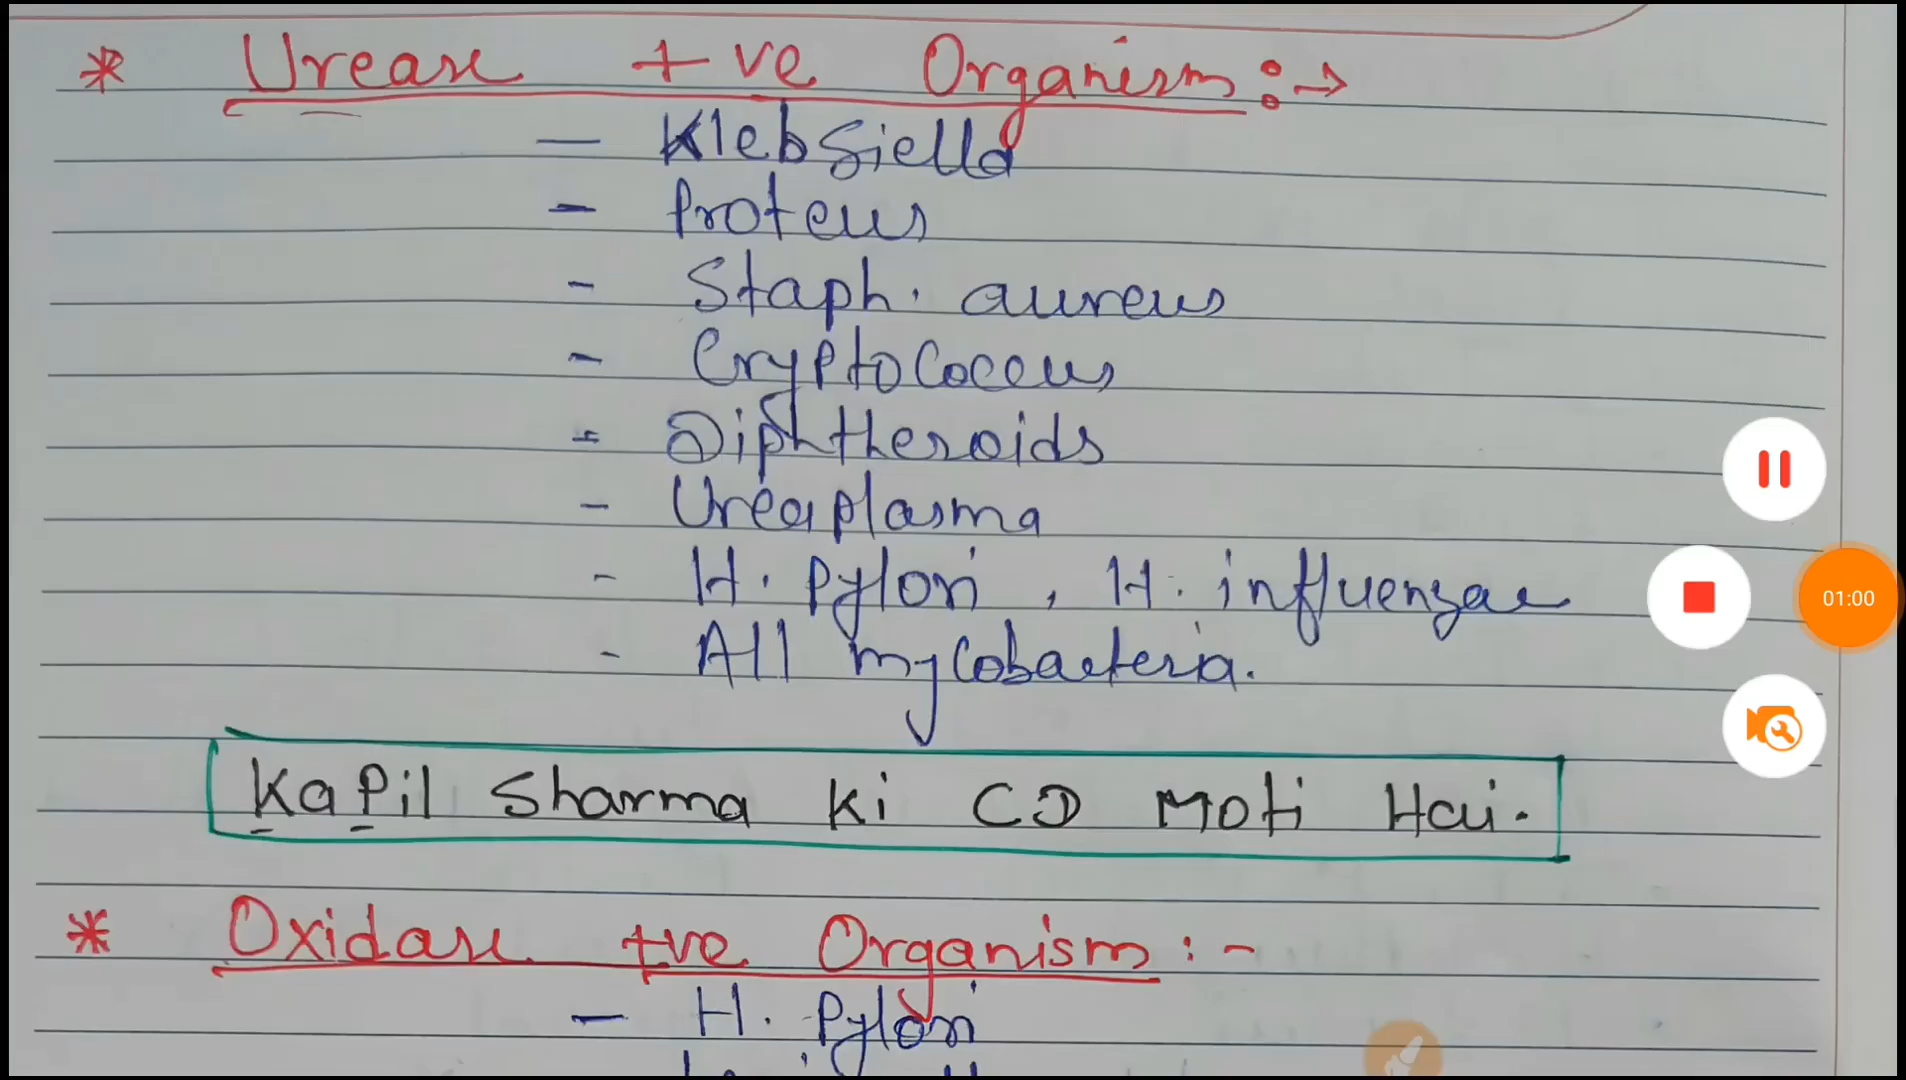 * Urease +ve Organism :→
- Klebsiella
- Proteus
- Staph. aureus
- Cryptococcus
- Diphtheroids
- Ureaplasma
- H. Pylori, H. influenzae
- All mycobacteria.
KaPil Sharma Ki CD Moti Hai.
* Oxidase +ve Organism :-
- H. Pylori
01:00